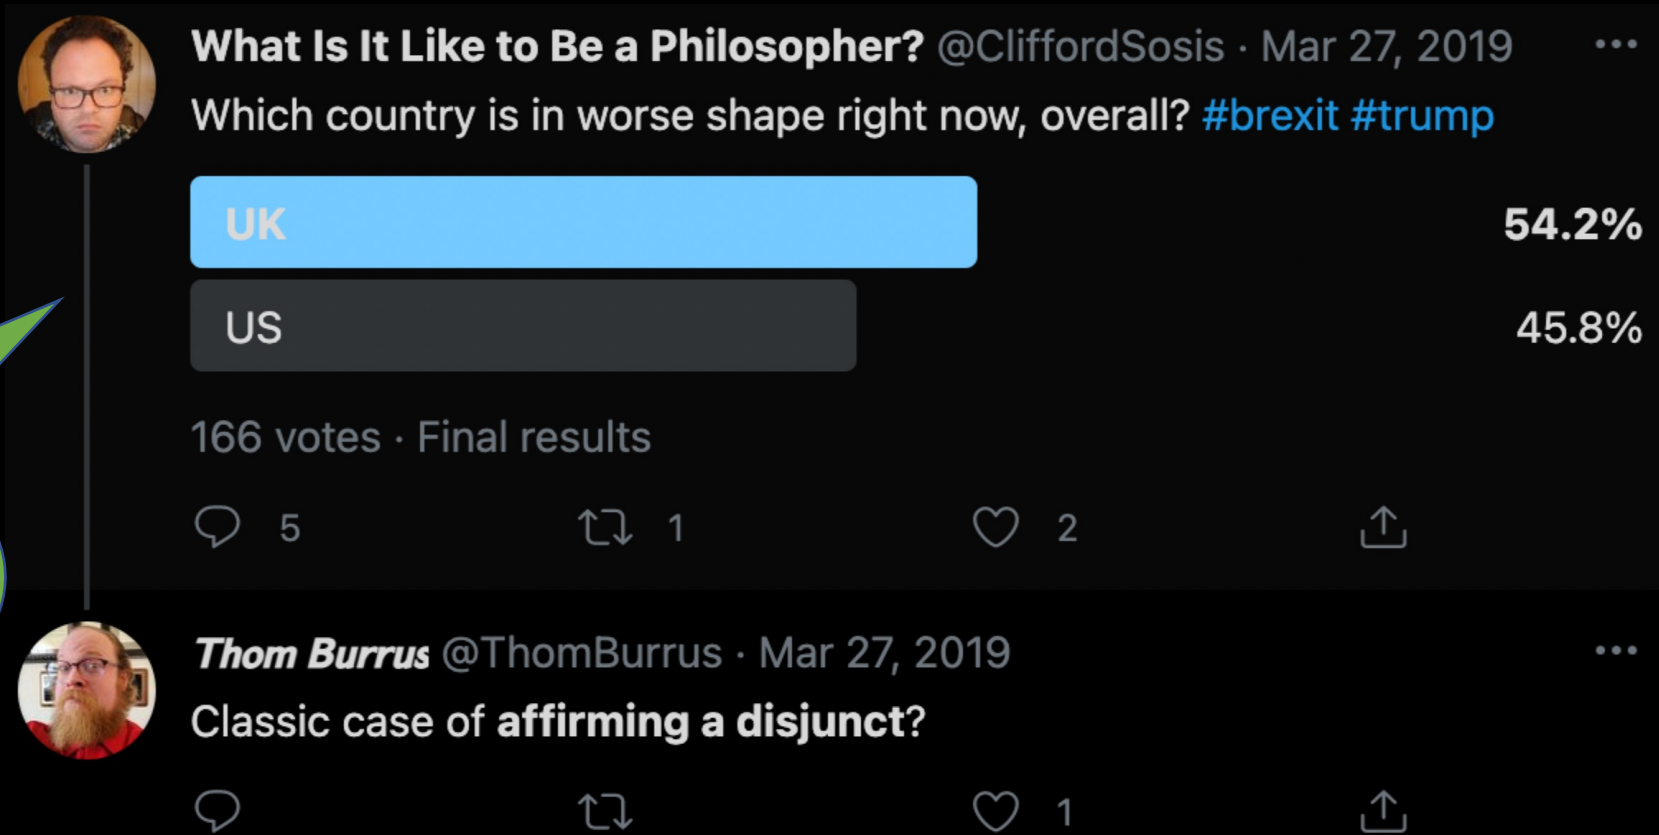 What Is It Like to Be a Philosopher? @CliffordSosis · Mar 27, 2019
Which country is in worse shape right now, overall? #brexit #trump
UK 54.2%
US 45.8%
166 votes · Final results
5 1 2
Thom Burrus @ThomBurrus · Mar 27, 2019
Classic case of affirming a disjunct?
1